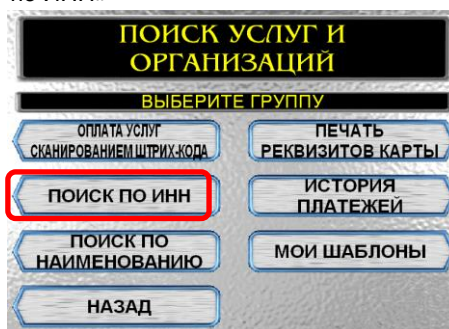 ПОИСК УСЛУГ И
ОРГАНИЗАЦИЙ
ВЫБЕРИТЕ ГРУППУ
ОПЛАТА УСЛУГ
СКАНИРОВАНИЕМ ШТРИХ-КОДА
ПЕЧАТЬ
РЕКВИЗИТОВ КАРТЫ
ПОИСК ПО ИНН
ИСТОРИЯ
ПЛАТЕЖЕЙ
ПОИСК ПО
НАИМЕНОВАНИЮ
МОИ ШАБЛОНЫ
НАЗАД